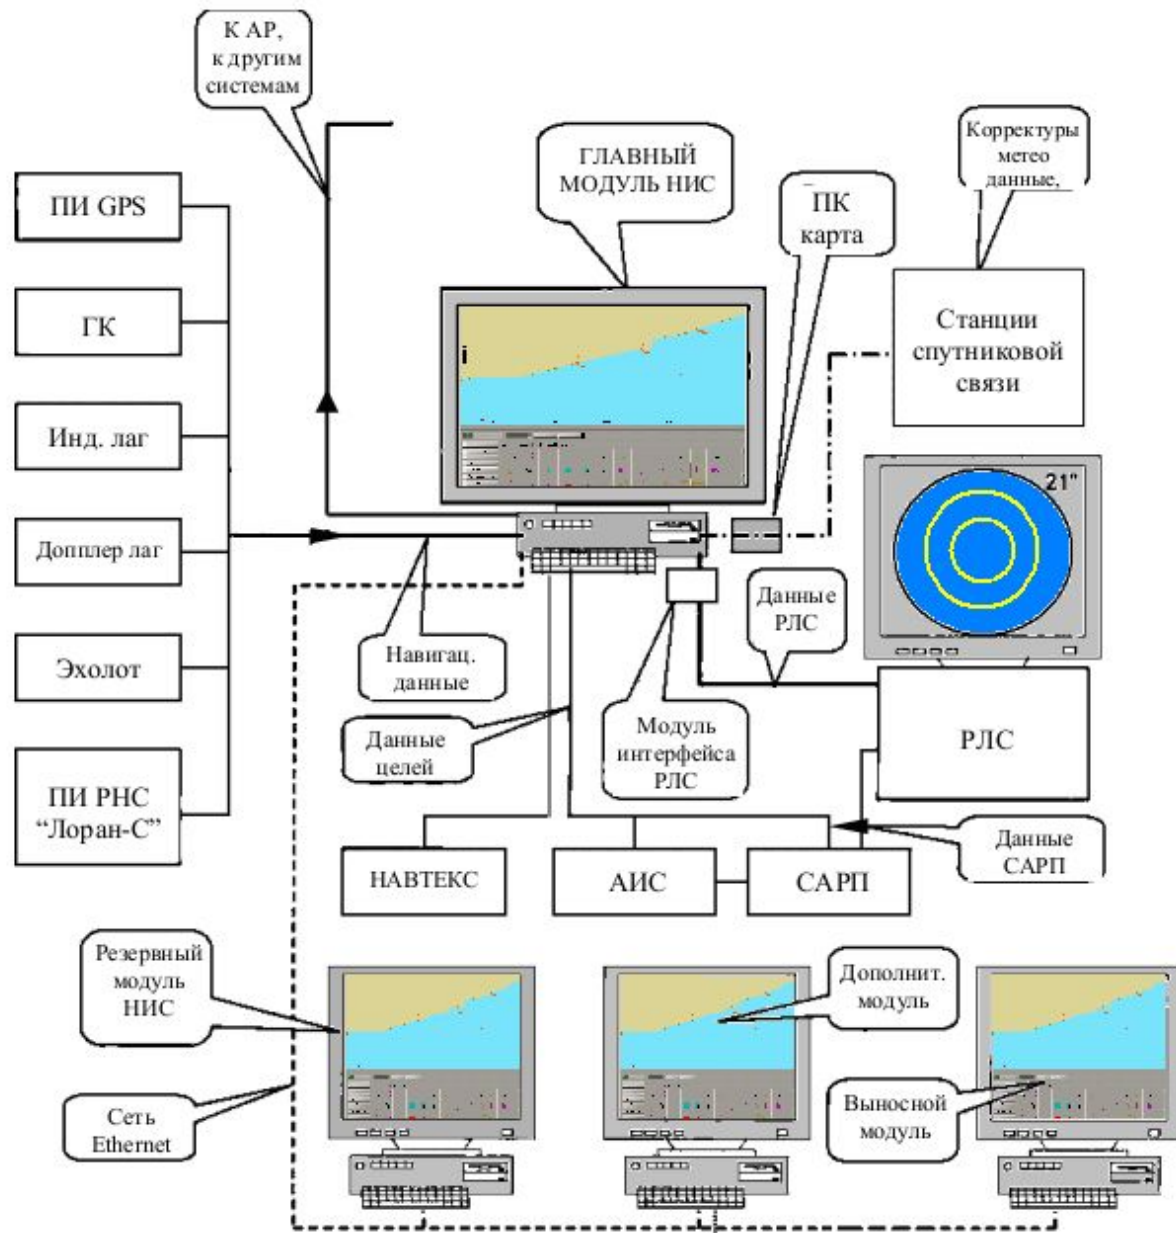 К АР,
к другим
системам
ГЛАВНЫЙ
МОДУЛЬ НИС
Корректуры
метео
данные,
ПК
карта
ПИ GPS
ГК
Инд. лаг
Допплер лаг
Эхолот
ПИ РНС
“Лоран-С”
Станции
спутниковой
связи
21"
Навигац.
данные
Данные
РЛС
Данные
целей
Модуль
интерфейса
РЛС
РЛС
НАВТЕКС
АИС
САРП
Данные
САРП
Резервный
модуль
НИС
Дополнит.
модуль
Сеть
Ethernet
Выносной
модуль